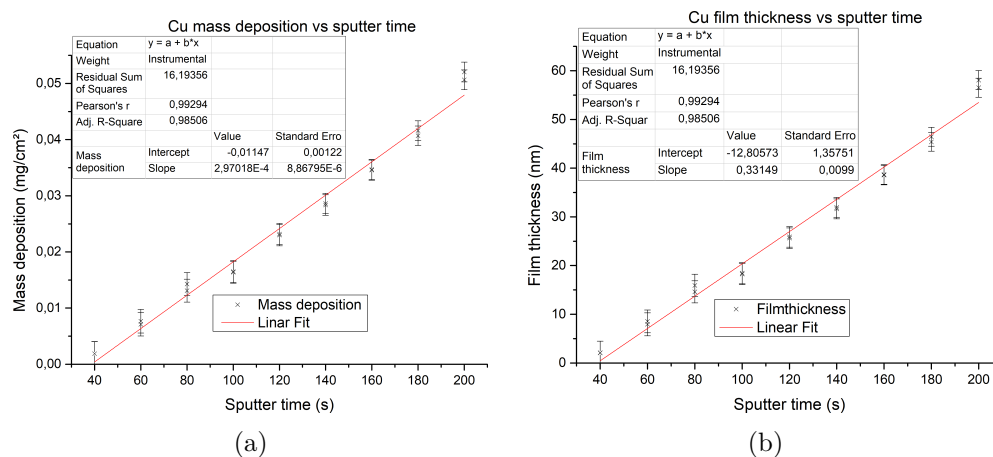 Cu mass deposition vs sputter time
Equation y = a + b*x
Weight Instrumental
Residual Sum of Squares 16,19356
Pearson's r 0,99294
Adj. R-Square 0,98506
Value Standard Erro
Mass deposition Intercept -0,01147 0,00122
Slope 2,97018E-4 8,86795E-6
0,05
0,04
0,03
0,02
0,01
0,00
Mass deposition (mg/cm²)
Mass deposition
Linar Fit
40 60 80 100 120 140 160 180 200
Sputter time (s)
(a)
Cu film thickness vs sputter time
Equation y = a + b*x
Weight Instrumental
Residual Sum of Squares 16,19356
Pearson's r 0,99294
Adj. R-Squar 0,98506
Value Standard Erro
Film thickness Intercept -12,80573 1,35751
Slope 0,33149 0,0099
60
50
40
30
20
10
0
Film thickness (nm)
Filmthickness
Linear Fit
40 60 80 100 120 140 160 180 200
Sputter time (s)
(b)